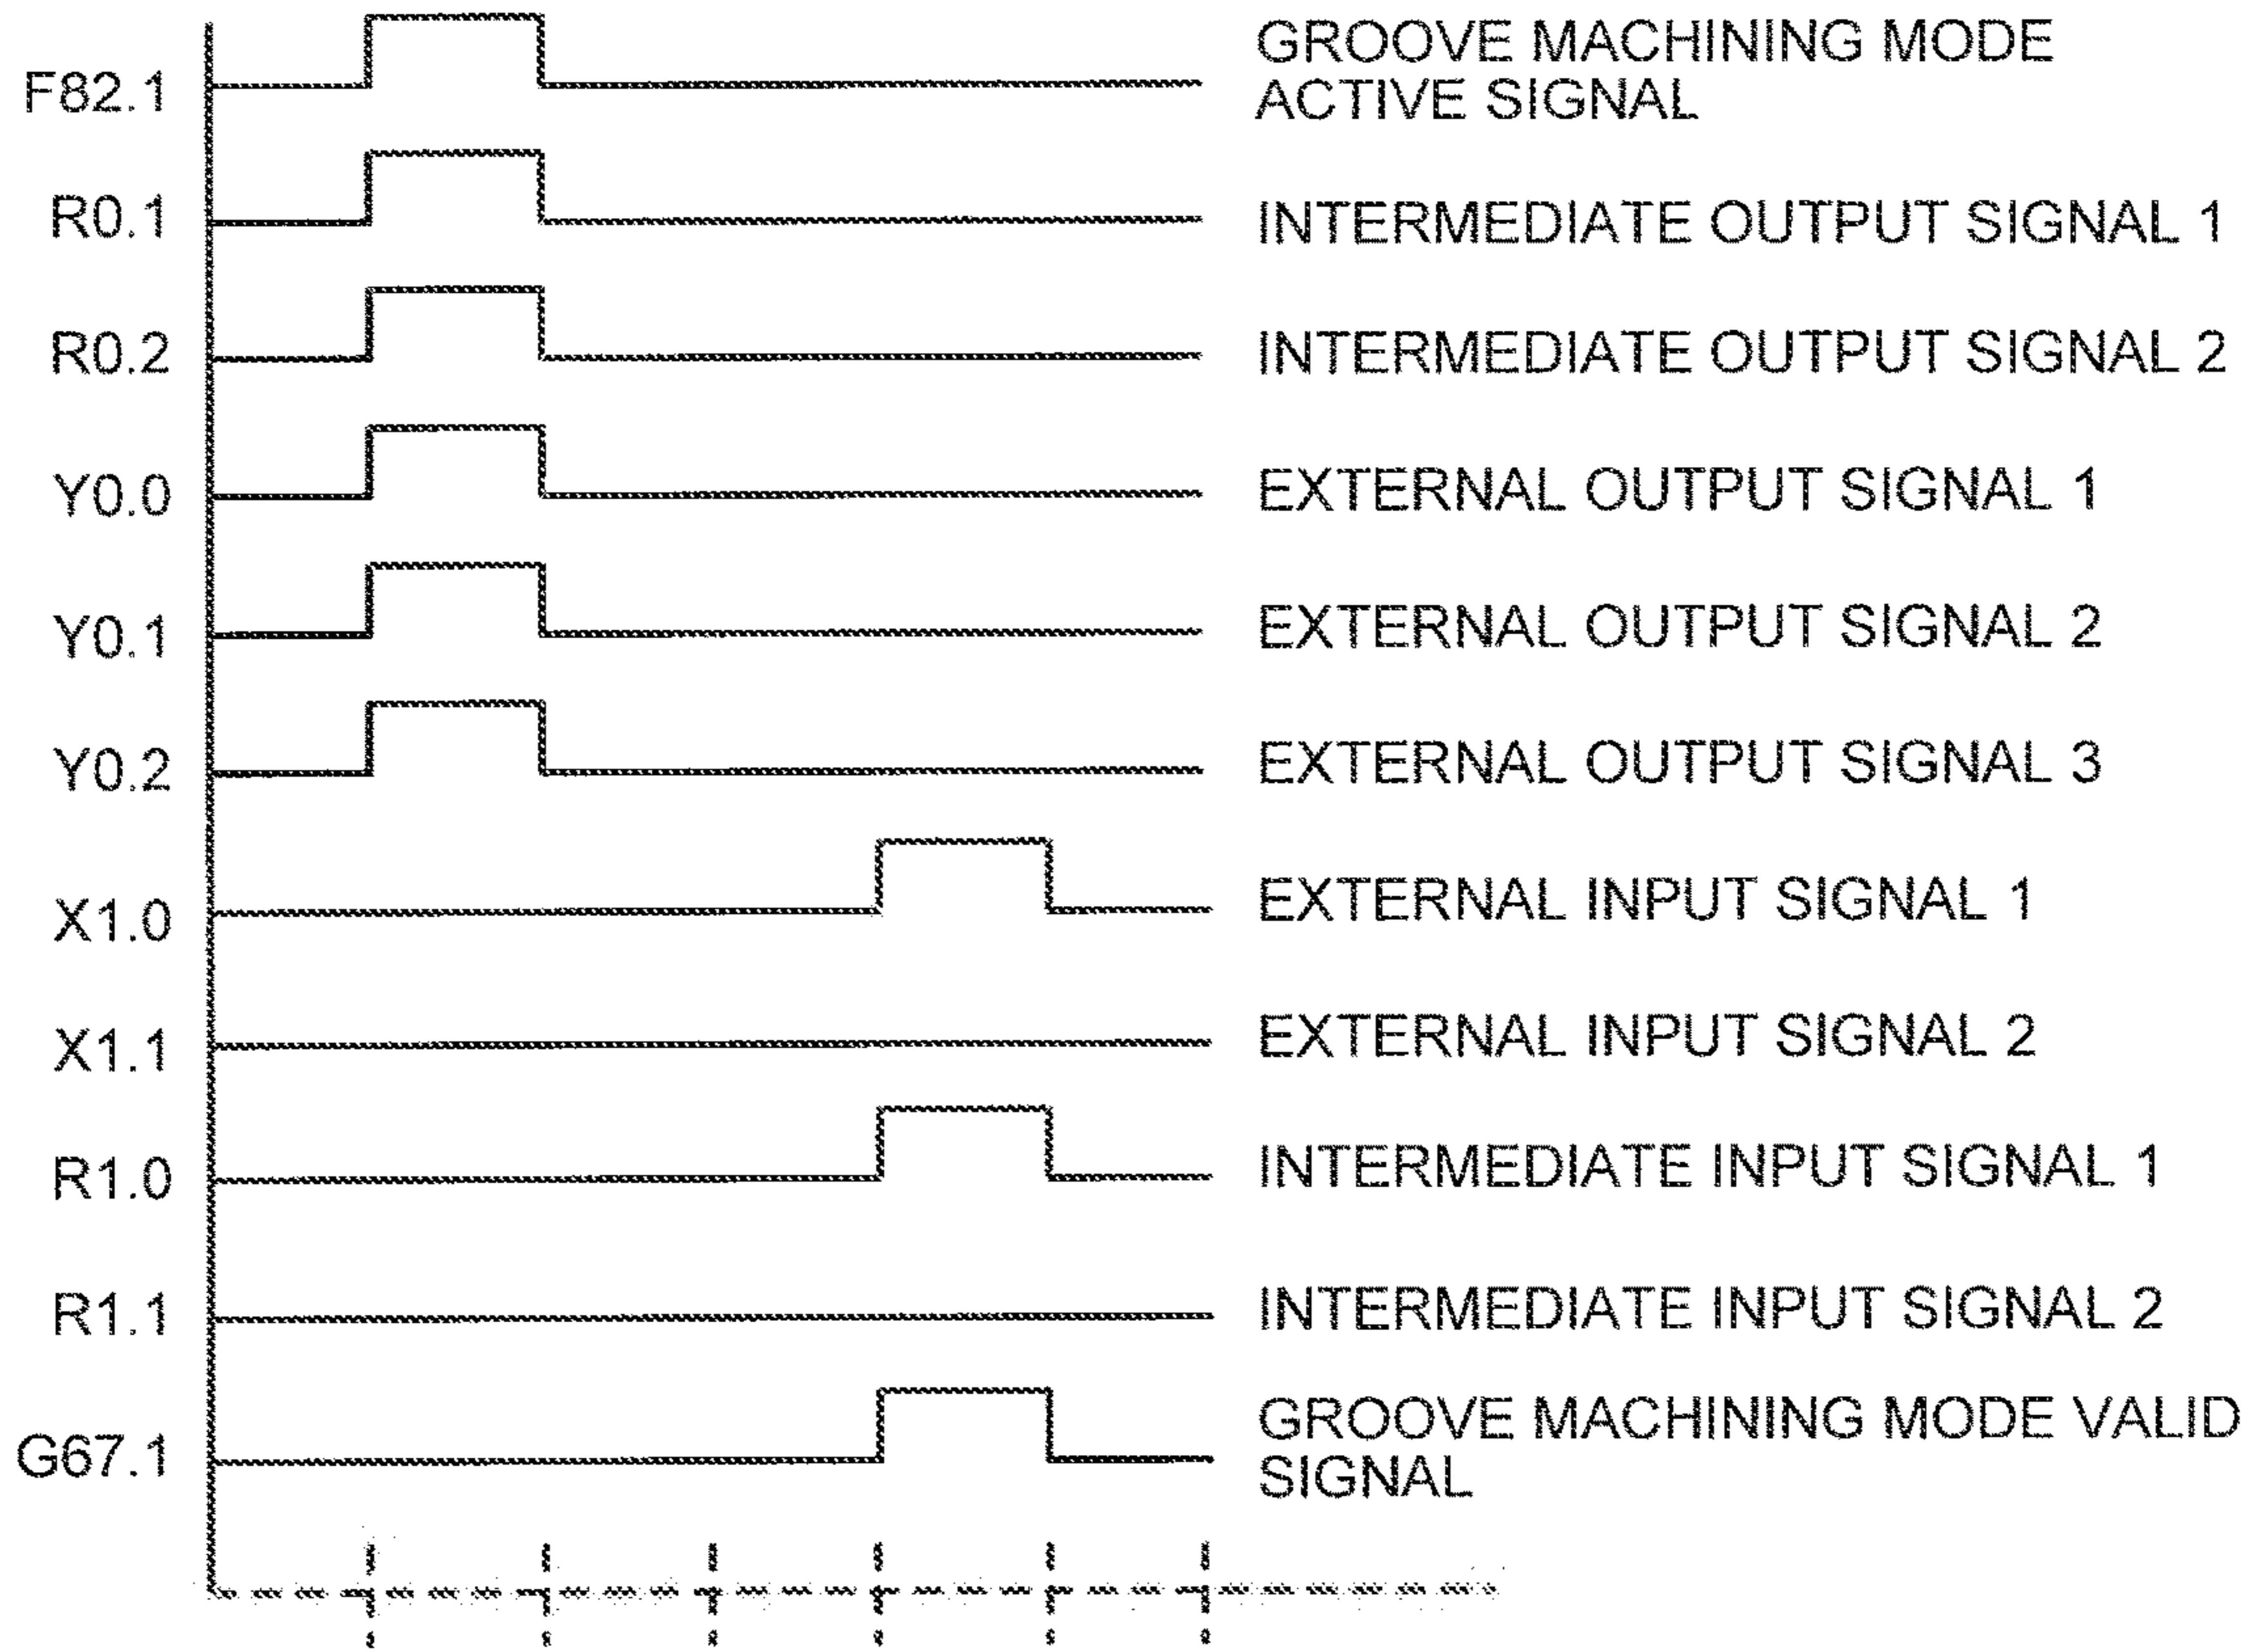 F82.1 GROOVE MACHINING MODE
ACTIVE SIGNAL
R0.1 INTERMEDIATE OUTPUT SIGNAL 1
R0.2 INTERMEDIATE OUTPUT SIGNAL 2
Y0.0 EXTERNAL OUTPUT SIGNAL 1
Y0.1 EXTERNAL OUTPUT SIGNAL 2
Y0.2 EXTERNAL OUTPUT SIGNAL 3
X1.0 EXTERNAL INPUT SIGNAL 1
X1.1 EXTERNAL INPUT SIGNAL 2
R1.0 INTERMEDIATE INPUT SIGNAL 1
R1.1 INTERMEDIATE INPUT SIGNAL 2
G67.1 GROOVE MACHINING MODE VALID
SIGNAL